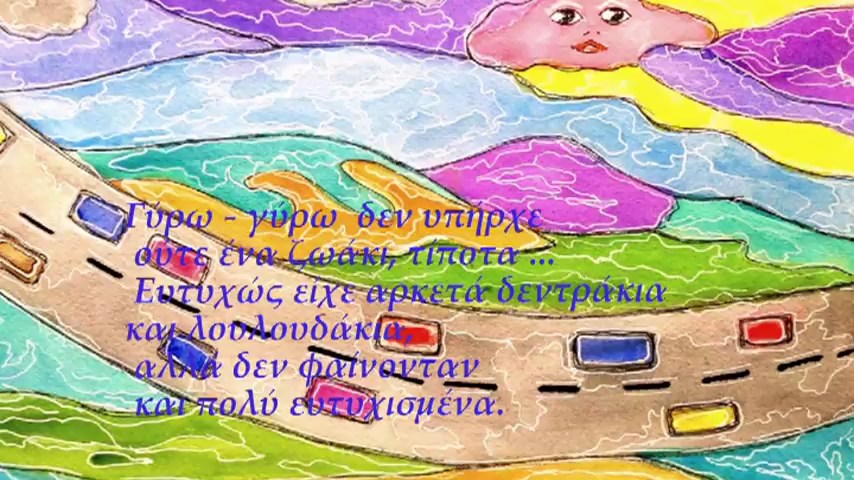 Γύρω - γύρω δεν υπήρχε
ούτε ένα ζωάκι, τίποτα ...
Ευτυχώς είχε αρκετά δεντράκια
και λουλουδάκια,
αλλά δεν φαίνονταν
και πολύ ευτυχισμένα.